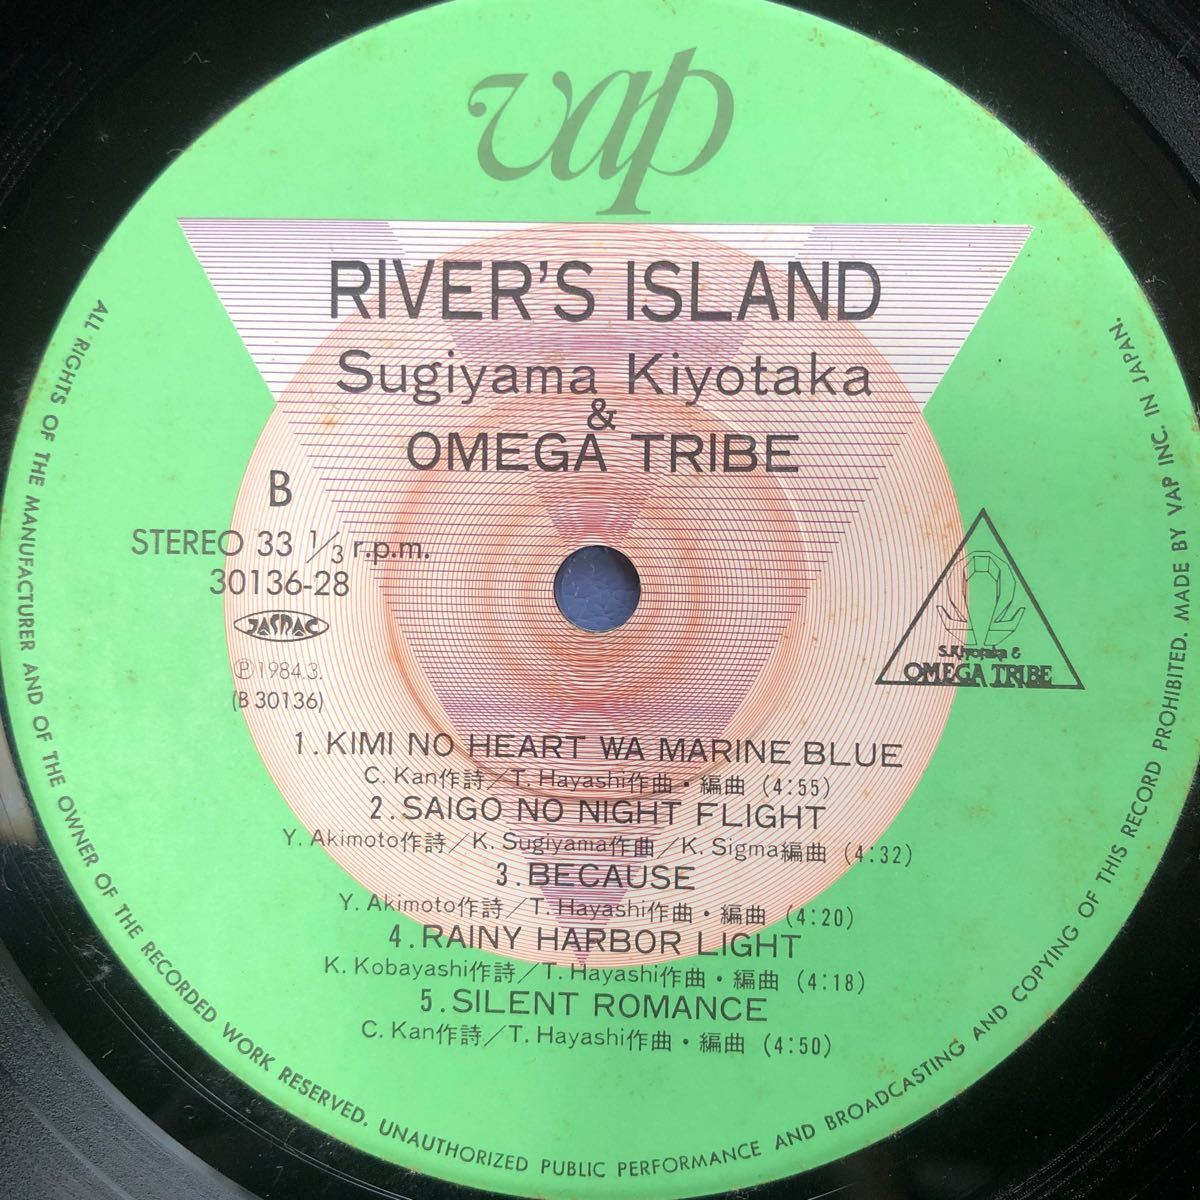 vap
RIVER'S ISLAND
Sugiyama Kiyotaka
&
OMEGA TRIBE
B
STEREO 33 1/3 r.p.m.
30136-28
JASRAC
Ⓟ1984.3.
(B 30136)
S.Kiyotaka &
OMEGA TRIBE
1.KIMI NO HEART WA MARINE BLUE
C. Kan作詩／T. Hayashi作曲・編曲 (4:55)
2.SAIGO NO NIGHT FLIGHT
Y. Akimoto作詩／K. Sugiyama作曲／K. Sigma編曲 (4:32)
3.BECAUSE
Y. Akimoto作詩／T. Hayashi作曲・編曲 (4:20)
4.RAINY HARBOR LIGHT
K. Kobayashi作詩／T. Hayashi作曲・編曲 (4:18)
5.SILENT ROMANCE
C. Kan作詩／T. Hayashi作曲・編曲 (4:50)
ALL RIGHTS OF THE MANUFACTURER AND OF THE OWNER OF THE RECORDED WORK RESERVED. UNAUTHORIZED PUBLIC PERFORMANCE AND BROADCASTING AND COPYING OF THIS RECORD PROHIBITED. MADE BY VAP INC. IN JAPAN.